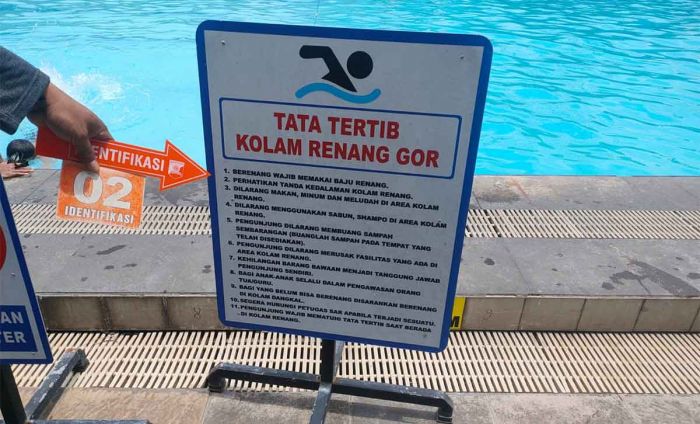 TATA TERTIB
KOLAM RENANG GOR
1. BERENANG WAJIB MEMAKAI BAJU RENANG.
2. PERHATIKAN TANDA KEDALAMAN KOLAM RENANG.
3. DILARANG MAKAN, MINUM DAN MELUDAH DI AREA KOLAM
RENANG.
4. DILARANG MENGGUNAKAN SABUN, SHAMPO DI AREA KOLAM
RENANG.
5. PENGUNJUNG DILARANG MEMBUANG SAMPAH
SEMBARANGAN (BUANGLAH SAMPAH PADA TEMPAT YANG
TELAH DISEDIAKAN).
6. PENGUNJUNG DILARANG MERUSAK FASILITAS YANG ADA DI
AREA KOLAM RENANG.
7. KEHILANGAN BARANG BAWAAN MENJADI TANGGUNG JAWAB
PENGUNJUNG SENDIRI.
8. BAGI ANAK-ANAK SELALU DALAM PENGAWASAN ORANG
TUA/GURU.
9. BAGI YANG BELUM BISA BERENANG DISARANKAN BERENANG
DI KOLAM DANGKAL.
10. SEGERA HUBUNGI PETUGAS SAR APABILA TERJADI SESUATU.
11. PENGUNJUNG WAJIB MEMATUHI TATA TERTIB SAAT BERADA
DI KOLAM RENANG.
IDENTIFIKASI
02
IDENTIFIKASI
TER
M